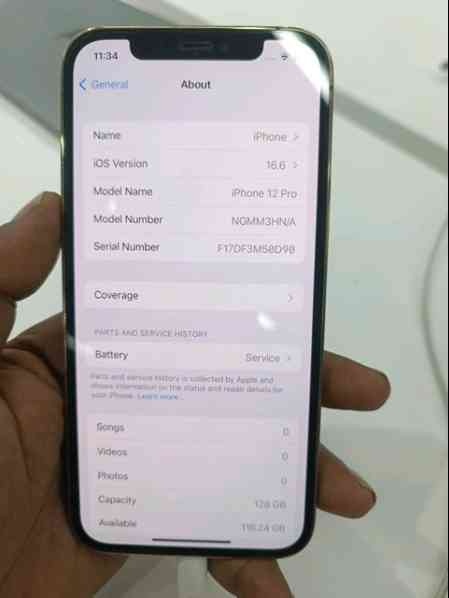 11:34
General
About
Name iPhone
iOS Version 16.6
Model Name iPhone 12 Pro
Model Number NGMM3HN/A
Serial Number F17DF3M50D90
Coverage
PARTS AND SERVICE HISTORY
Battery Service
Parts and service history is collected by Apple and
shows information on the status and repair details for
your iPhone. Learn more...
Songs 0
Videos 0
Photos 0
Capacity 128 GB
Available 116.24 GB